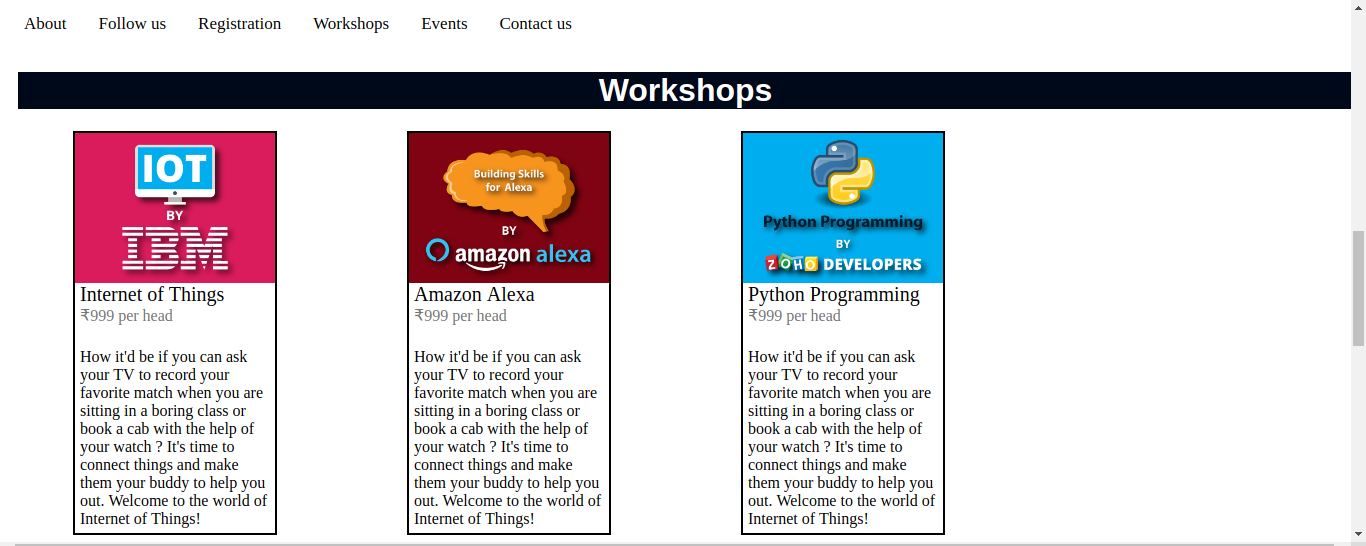 About Follow us Registration Workshops Events Contact us
Workshops
IOT
BY
IBM
Internet of Things
₹999 per head
How it'd be if you can ask
your TV to record your
favorite match when you are
sitting in a boring class or
book a cab with the help of
your watch ? It's time to
connect things and make
them your buddy to help you
out. Welcome to the world of
Internet of Things!
Building Skills
for Alexa
BY
amazon alexa
Amazon Alexa
₹999 per head
How it'd be if you can ask
your TV to record your
favorite match when you are
sitting in a boring class or
book a cab with the help of
your watch ? It's time to
connect things and make
them your buddy to help you
out. Welcome to the world of
Internet of Things!
Python Programming
BY
ZOHO DEVELOPERS
Python Programming
₹999 per head
How it'd be if you can ask
your TV to record your
favorite match when you are
sitting in a boring class or
book a cab with the help of
your watch ? It's time to
connect things and make
them your buddy to help you
out. Welcome to the world of
Internet of Things!